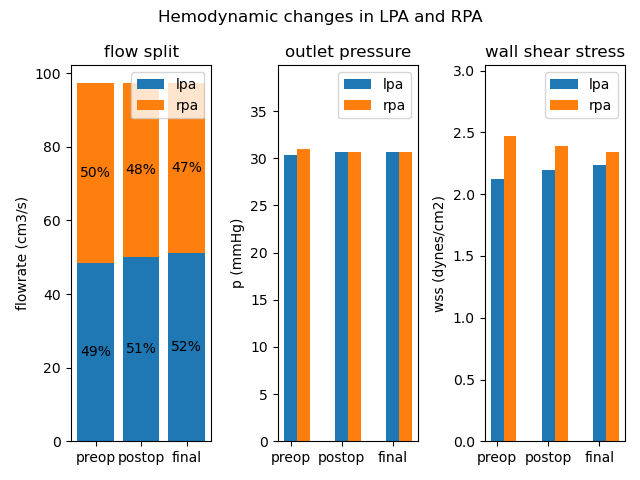 Hemodynamic changes in LPA and RPA
flow split
flowrate (cm3/s)
100
80
60
40
20
0
lpa
rpa
50%
48%
47%
49%
51%
52%
preop
postop
final
outlet pressure
p (mmHg)
35
30
25
20
15
10
5
0
lpa
rpa
preop
postop
final
wall shear stress
wss (dynes/cm2)
3.0
2.5
2.0
1.5
1.0
0.5
0.0
lpa
rpa
preop
postop
final